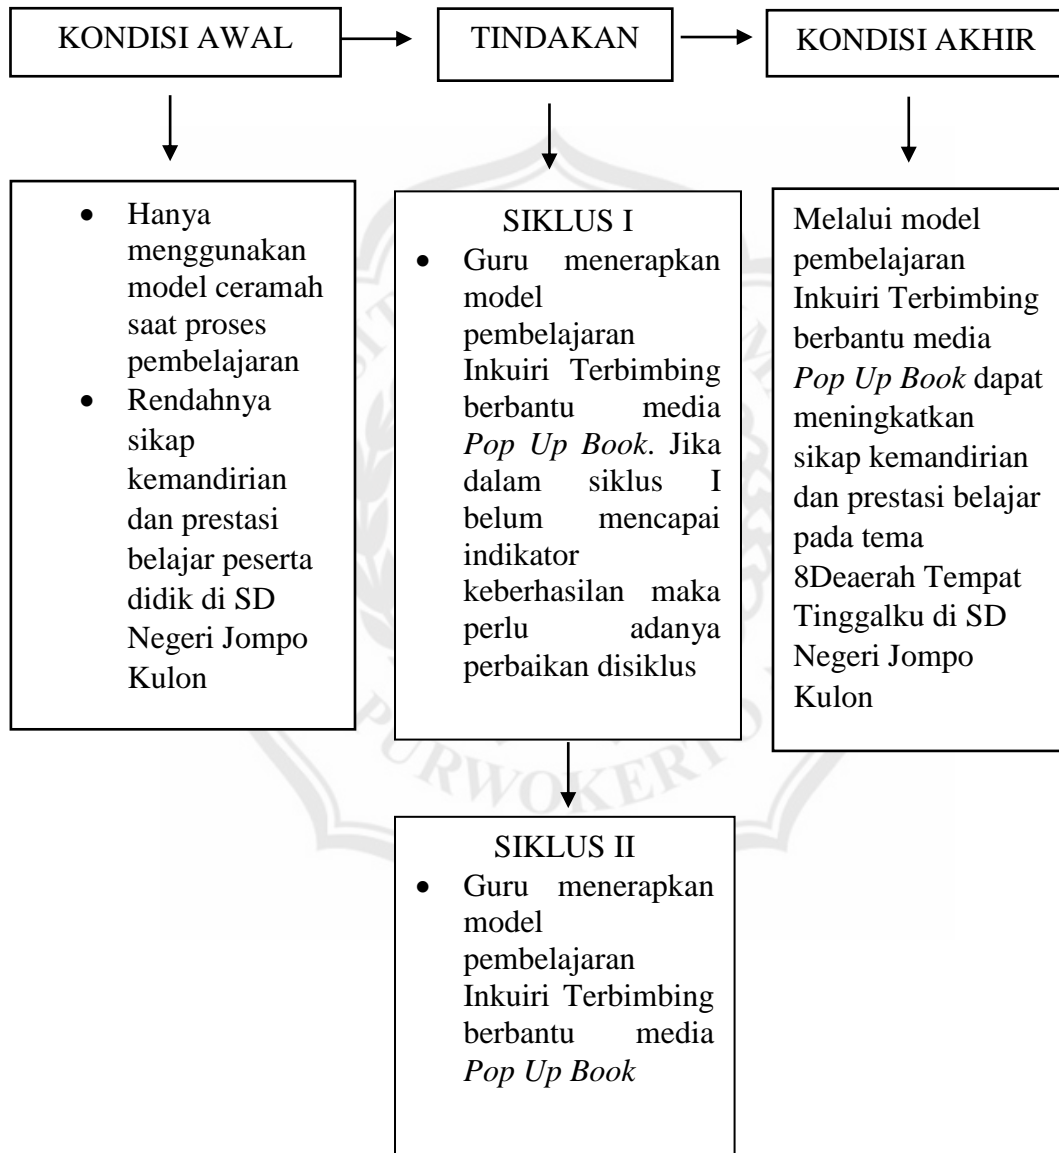 KONDISI AWAL
TINDAKAN
KONDISI AKHIR
• Hanya
menggunakan
model ceramah
saat proses
pembelajaran
• Rendahnya
sikap
kemandirian
dan prestasi
belajar peserta
didik di SD
Negeri Jompo
Kulon
SIKLUS I
• Guru menerapkan
model
pembelajaran
Inkuiri Terbimbing
berbantu media
Pop Up Book. Jika
dalam siklus I
belum mencapai
indikator
keberhasilan maka
perlu adanya
perbaikan disiklus
Melalui model
pembelajaran
Inkuiri Terbimbing
berbantu media
Pop Up Book dapat
meningkatkan
sikap kemandirian
dan prestasi belajar
pada tema
8Deaerah Tempat
Tinggalku di SD
Negeri Jompo
Kulon
SIKLUS II
• Guru menerapkan
model
pembelajaran
Inkuiri Terbimbing
berbantu media
Pop Up Book
PURWOKERTO